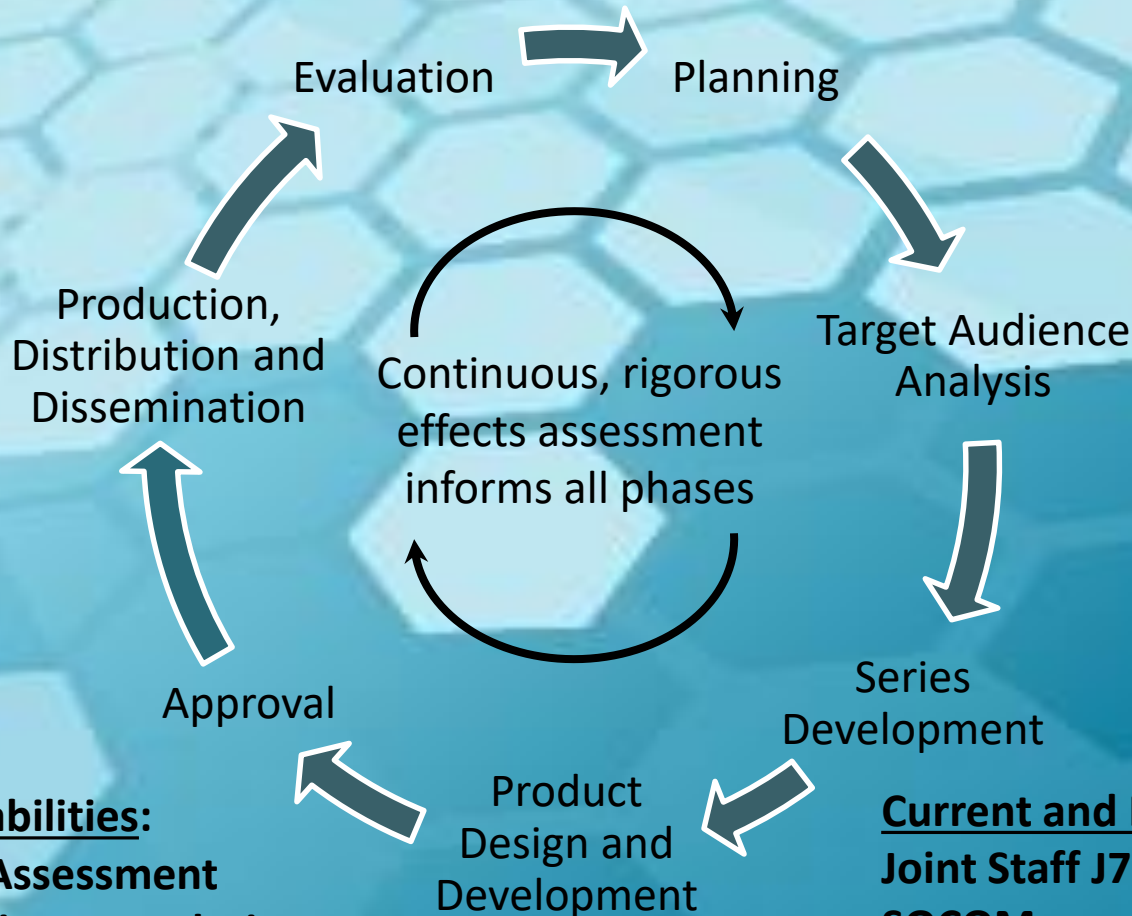 Evaluation
Planning
Production,
Distribution and
Dissemination
Target Audience
Analysis
Continuous, rigorous
effects assessment
informs all phases
Approval
Series
Development
Product
Design and
Development
abilities:
Assessment
Current and
Joint Staff J7